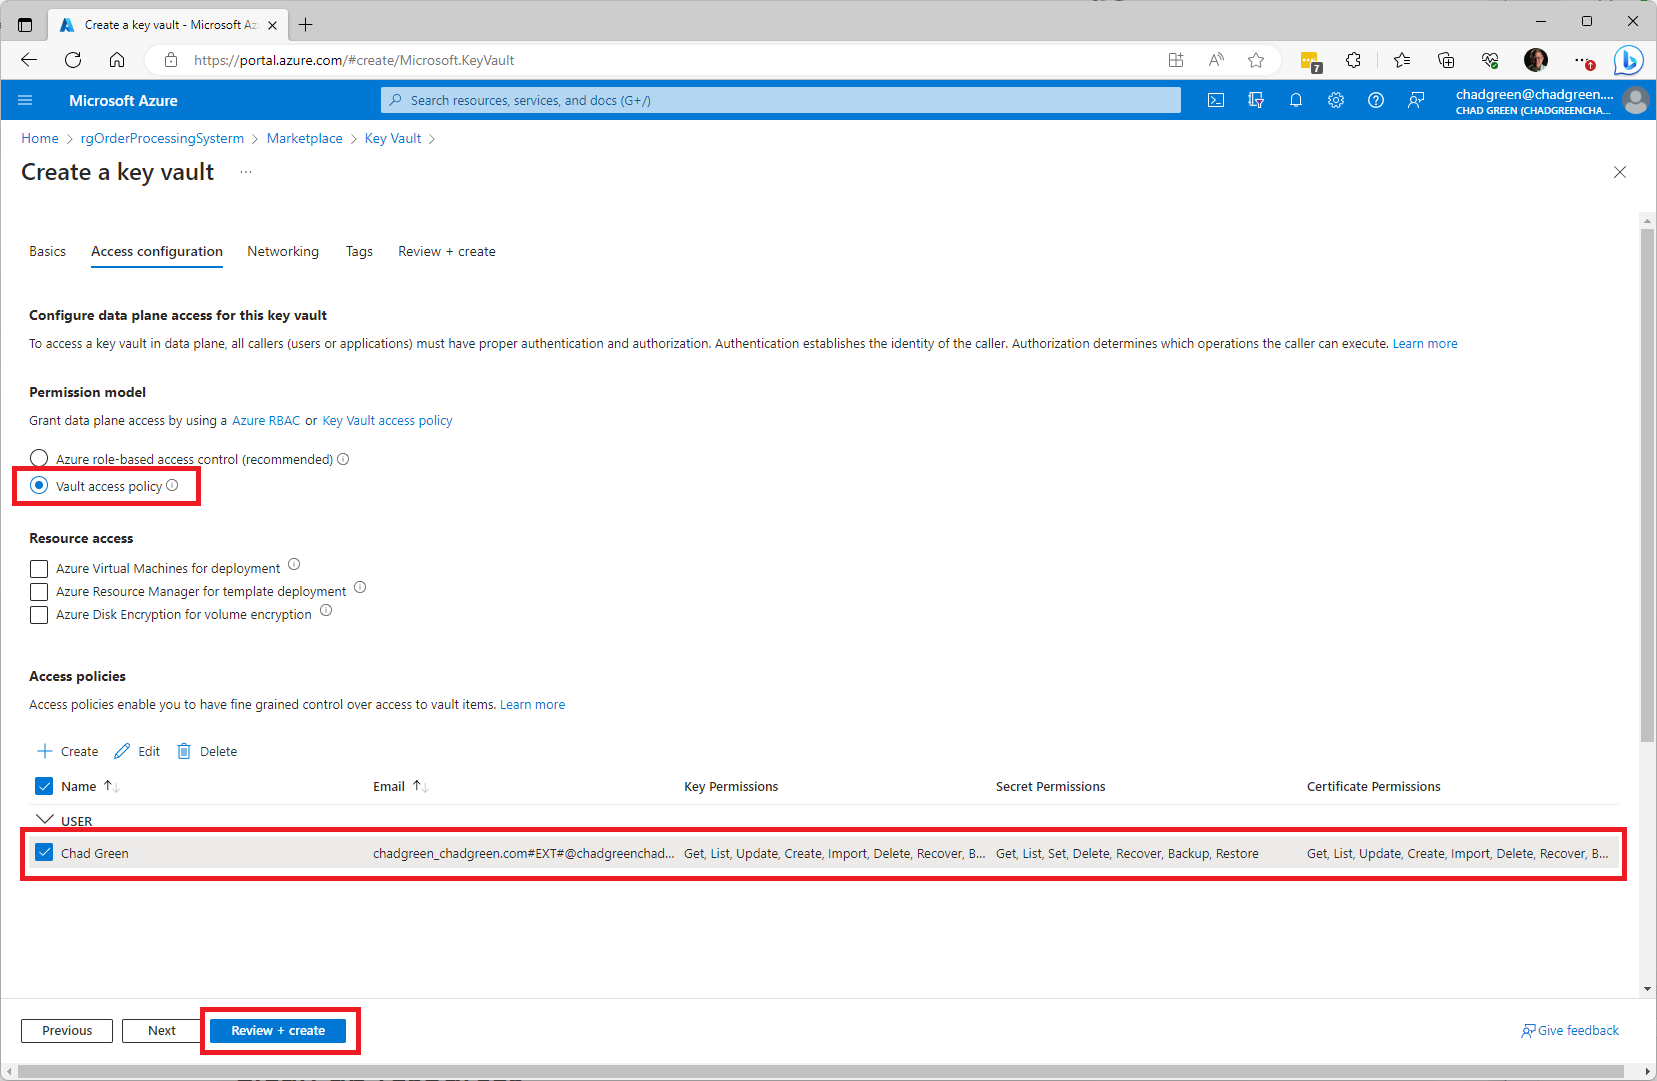 Create a key vault - Microsoft Az
https://portal.azure.com/#create/Microsoft.KeyVault
7
Microsoft Azure
Search resources, services, and docs (G+/)
chadgreen@chadgreen....
CHAD GREEN (CHADGREENCHA...
Home > rgOrderProcessingSysterm > Marketplace > Key Vault >
Create a key vault ...
Basics Access configuration Networking Tags Review + create
Configure data plane access for this key vault
To access a key vault in data plane, all callers (users or applications) must have proper authentication and authorization. Authentication establishes the identity of the caller. Authorization determines which operations the caller can execute. Learn more
Permission model
Grant data plane access by using a Azure RBAC or Key Vault access policy
Azure role-based access control (recommended)
Vault access policy
Resource access
Azure Virtual Machines for deployment
Azure Resource Manager for template deployment
Azure Disk Encryption for volume encryption
Access policies
Access policies enable you to have fine grained control over access to vault items. Learn more
Create Edit Delete
Name Email Key Permissions Secret Permissions Certificate Permissions
USER
Chad Green chadgreen_chadgreen.com#EXT#@chadgreenchad... Get, List, Update, Create, Import, Delete, Recover, B... Get, List, Set, Delete, Recover, Backup, Restore Get, List, Update, Create, Import, Delete, Recover, B...
Previous Next Review + create Give feedback